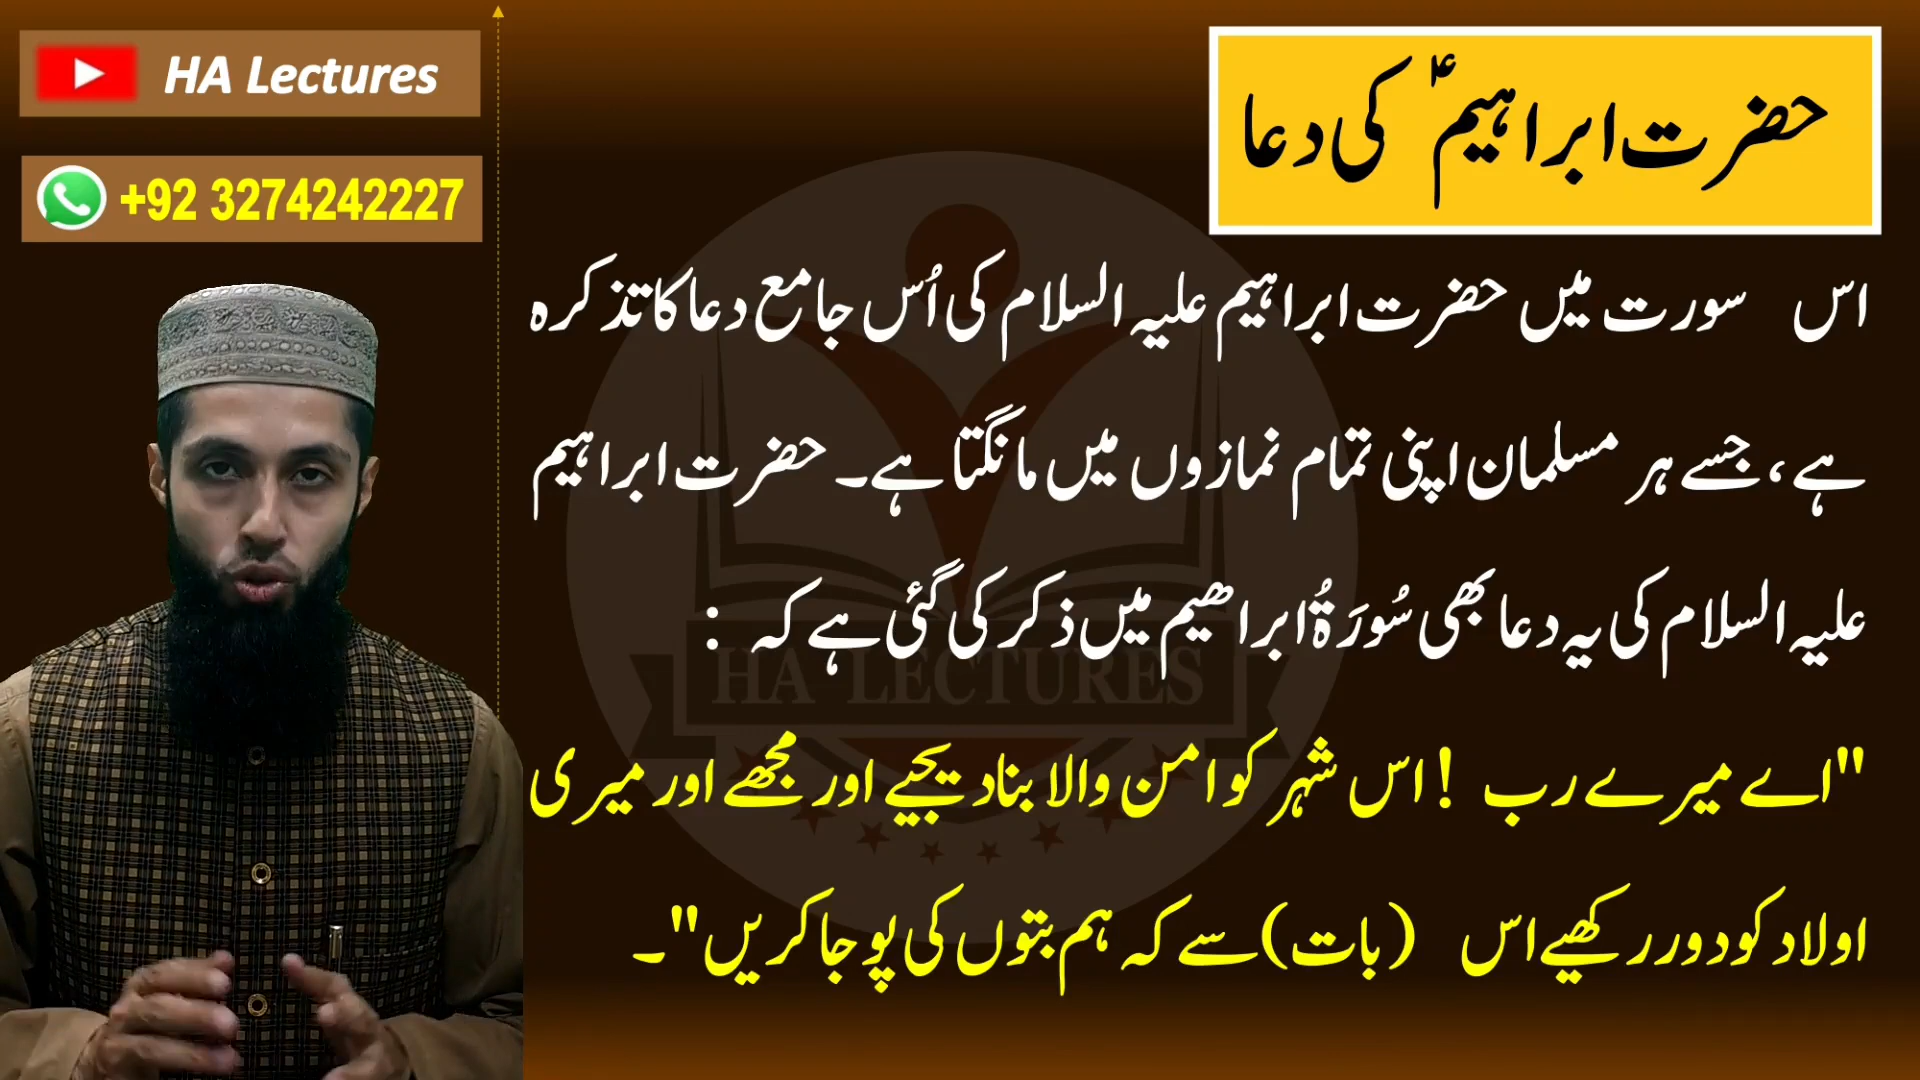 HA Lectures
+92 3274242227
حضرت ابراہیمؑ کی دعا
اس سورت میں حضرت ابراہیم علیہ السلام کی اُس جامع دعا کا تذکرہ
ہے، جسے ہر مسلمان اپنی تمام نمازوں میں مانگتا ہے۔ حضرت ابراہیم
علیہ السلام کی یہ دعا بھی سُورَۃُ ابراھیم میں ذکر کی گئی ہے کہ :
"اے میرے رب ! اس شہر کو امن والا بنا دیجیے اور مجھے اور میری
اولاد کو دور رکھیے اس (بات) سے کہ ہم بتوں کی پوجا کریں"۔
HA LECTURES